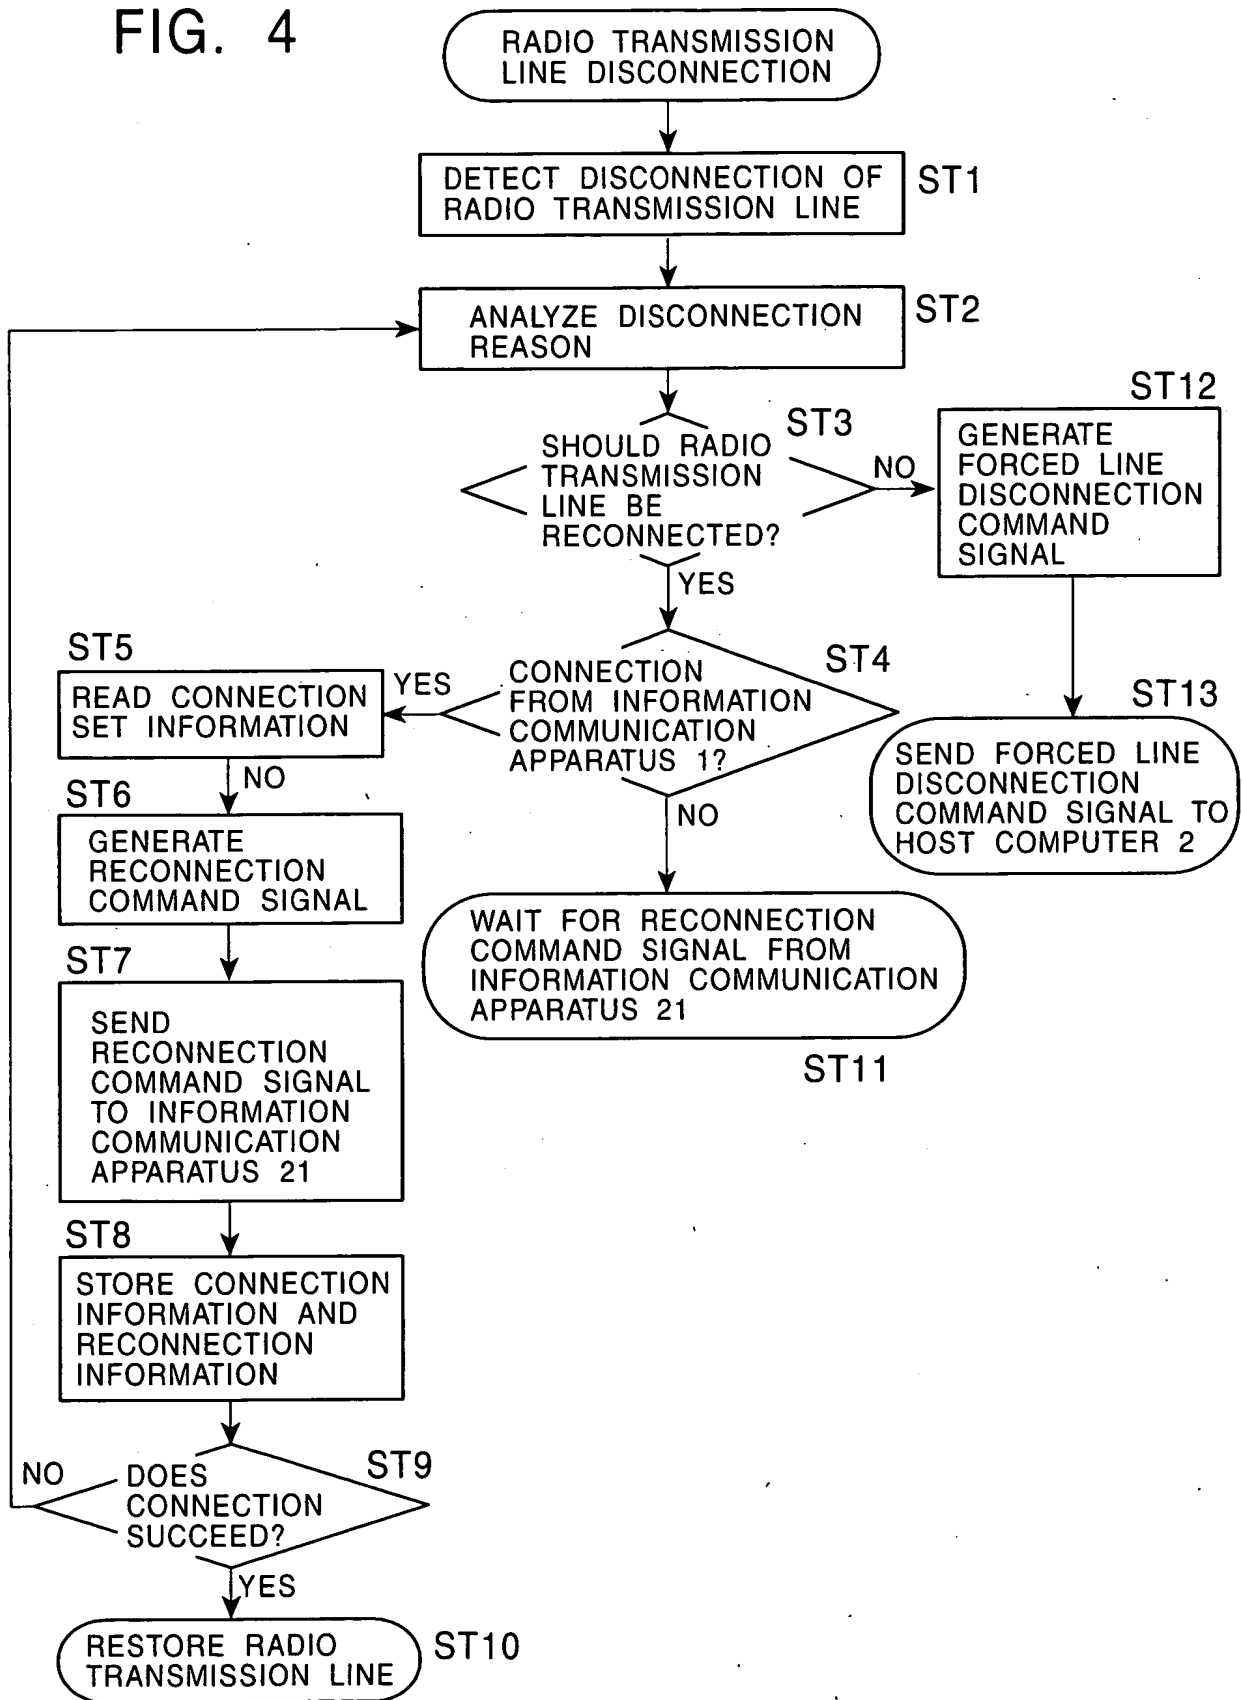 FIG. 4
RADIO TRANSMISSION
LINE DISCONNECTION
DETECT DISCONNECTION OF
RADIO TRANSMISSION LINE
ST1
ANALYZE DISCONNECTION
REASON
ST2
SHOULD RADIO
TRANSMISSION
LINE BE
RECONNECTED?
ST3
NO
YES
ST12
GENERATE
FORCED LINE
DISCONNECTION
COMMAND
SIGNAL
ST13
SEND FORCED LINE
DISCONNECTION
COMMAND SIGNAL TO
HOST COMPUTER 2
CONNECTION
FROM INFORMATION
COMMUNICATION
APPARATUS 1?
ST4
YES
NO
ST5
READ CONNECTION
SET INFORMATION
NO
ST6
GENERATE
RECONNECTION
COMMAND SIGNAL
WAIT FOR RECONNECTION
COMMAND SIGNAL FROM
INFORMATION COMMUNICATION
APPARATUS 21
ST11
ST7
SEND
RECONNECTION
COMMAND SIGNAL
TO INFORMATION
COMMUNICATION
APPARATUS 21
ST8
STORE CONNECTION
INFORMATION AND
RECONNECTION
INFORMATION
ST9
NO
DOES
CONNECTION
SUCCEED?
YES
RESTORE RADIO
TRANSMISSION LINE
ST10